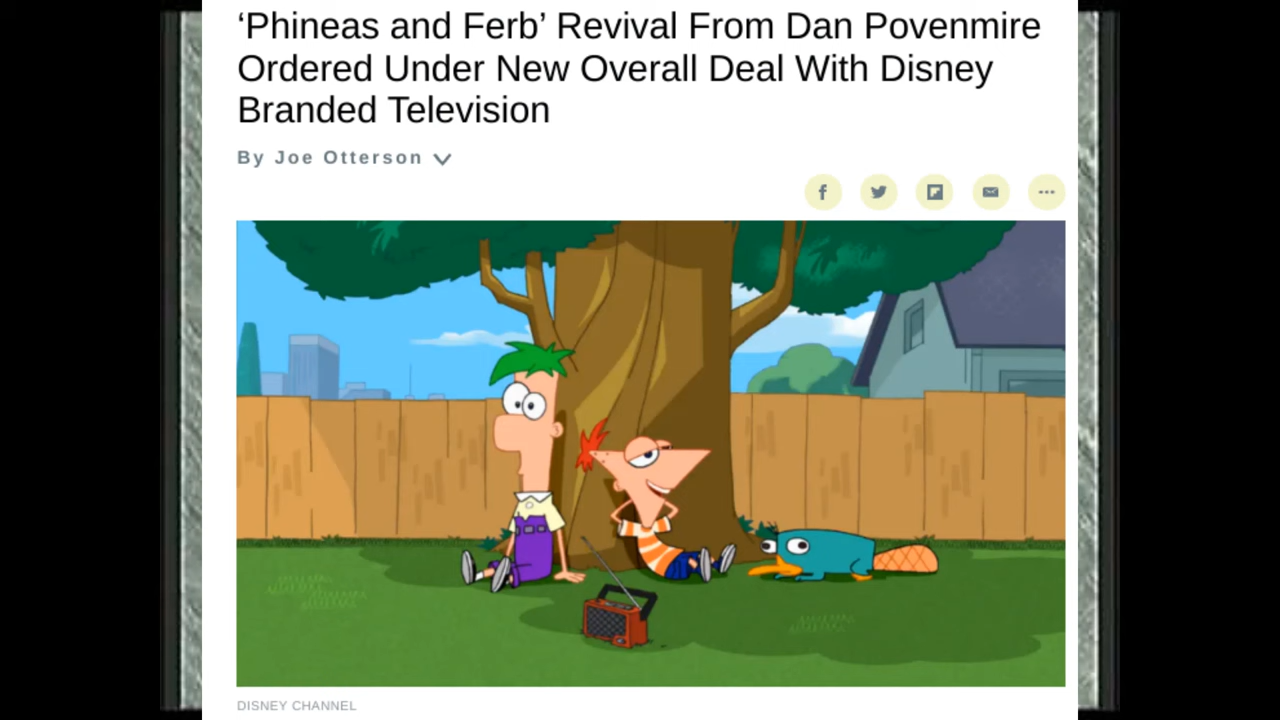 ‘Phineas and Ferb’ Revival From Dan Povenmire
Ordered Under New Overall Deal With Disney
Branded Television
By Joe Otterson
DISNEY CHANNEL